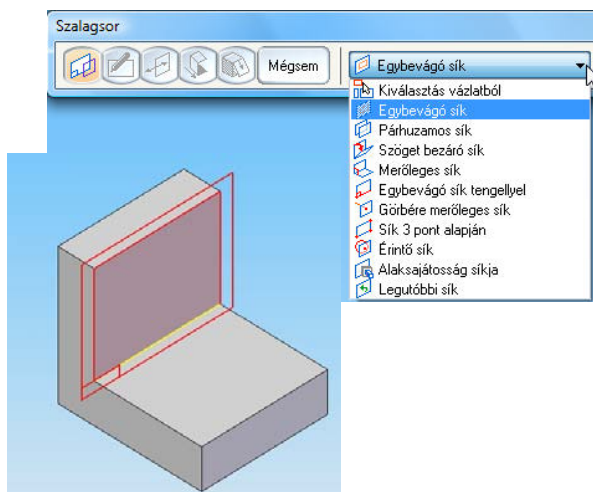 Szalagsor
Mégsem
Egybevágó sík
Kiválasztás vázlatból
Egybevágó sík
Párhuzamos sík
Szöget bezáró sík
Merőleges sík
Egybevágó sík tengellyel
Görbére merőleges sík
Sík 3 pont alapján
Érintő sík
Alaksajátosság síkja
Legutóbbi sík